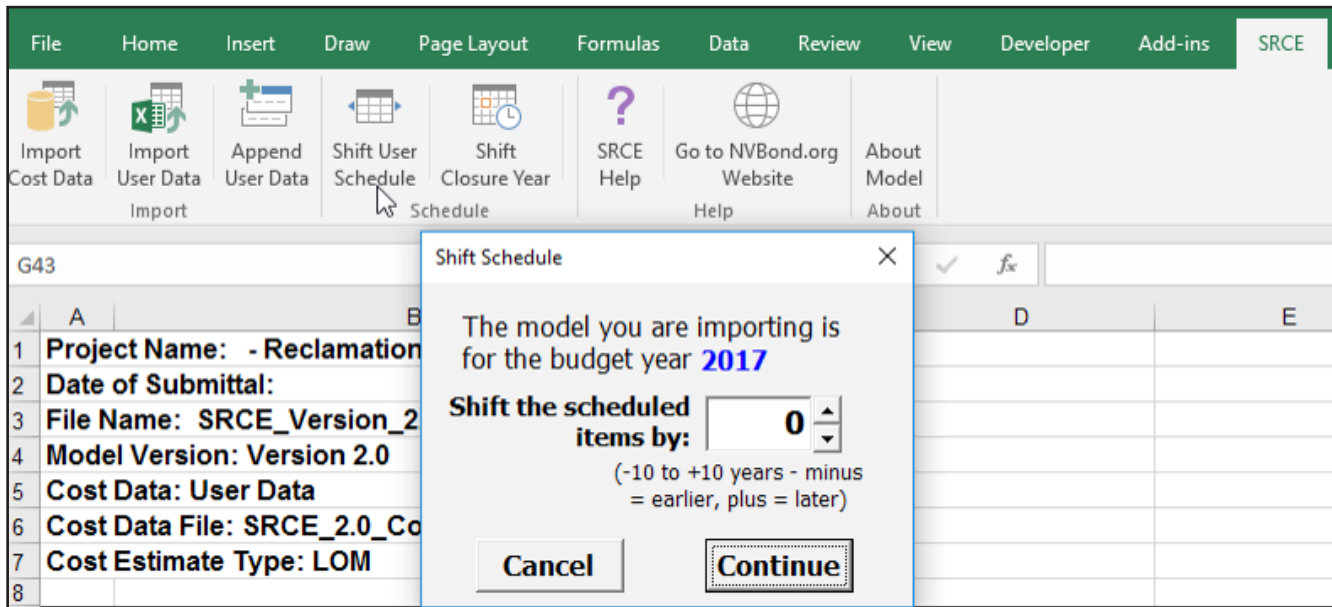 File Home Insert Draw Page Layout Formulas Data Review View Developer Add-ins SRCE
Import Import Append Shift User Shift SRCE Go to NVBond.org About
Cost Data User Data User Data Schedule Closure Year Help Website Model
Import Schedule Help About
G43 Shift Schedule fx
A B D E
The model you are importing is
1 Project Name: - Reclamation
for the budget year 2017
2 Date of Submittal:
Shift the scheduled
3 File Name: SRCE_Version_2
items by: 0
4 Model Version: Version 2.0
(-10 to +10 years - minus
5 Cost Data: User Data
= earlier, plus = later)
6 Cost Data File: SRCE_2.0_Co
7 Cost Estimate Type: LOM
Cancel Continue
8